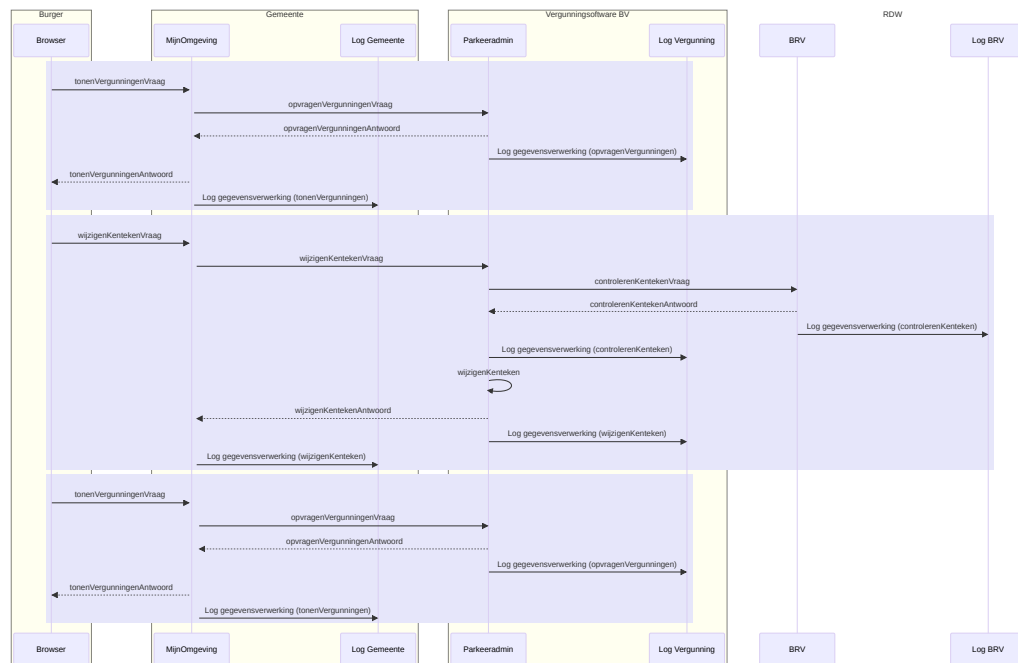 Burger
Gemeente
Vergunningsoftware BV
RDW
Browser
MijnOmgeving
Log Gemeente
Parkeeradmin
Log Vergunning
BRV
Log BRV
tonenVergunningenVraag
opvragenVergunningenVraag
opvragenVergunningenAntwoord
Log gegevensverwerking (opvragenVergunningen)
tonenVergunningenAntwoord
Log gegevensverwerking (tonenVergunningen)
wijzigenKentekenVraag
wijzigenKentekenVraag
controlerenKentekenVraag
controlerenKentekenAntwoord
Log gegevensverwerking (controlerenKenteken)
Log gegevensverwerking (controlerenKenteken)
wijzigenKenteken
wijzigenKentekenAntwoord
Log gegevensverwerking (wijzigenKenteken)
Log gegevensverwerking (wijzigenKenteken)
tonenVergunningenVraag
opvragenVergunningenVraag
opvragenVergunningenAntwoord
Log gegevensverwerking (opvragenVergunningen)
tonenVergunningenAntwoord
Log gegevensverwerking (tonenVergunningen)
Browser
MijnOmgeving
Log Gemeente
Parkeeradmin
Log Vergunning
BRV
Log BRV